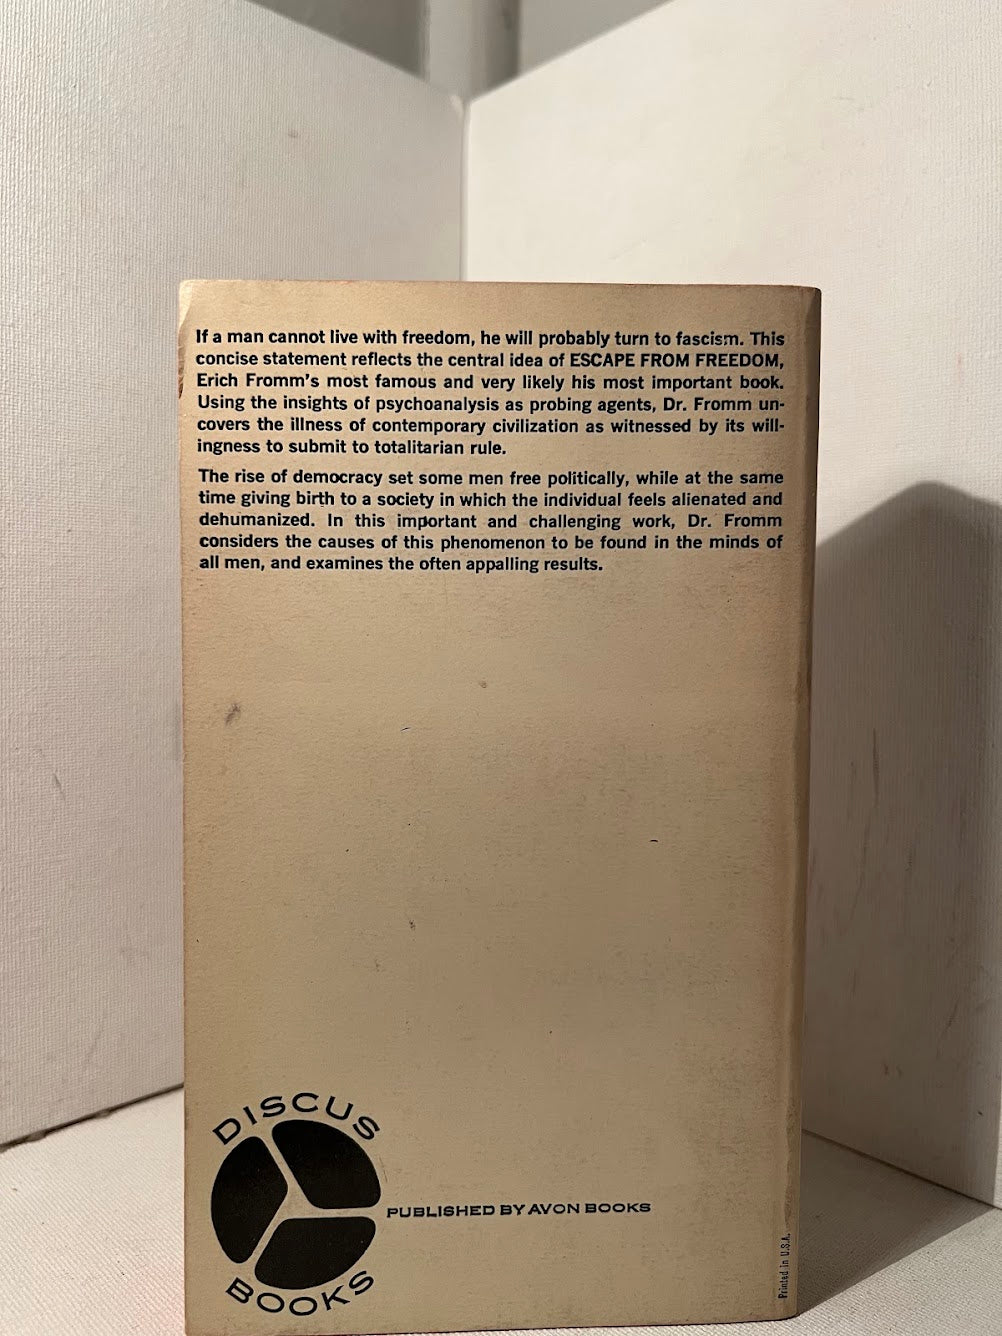 If a man cannot live with freedom, he will probably turn to fascism. This
concise statement reflects the central idea of ESCAPE FROM FREEDOM,
Erich Fromm's most famous and very likely his most important book.
Using the insights of psychoanalysis as probing agents, Dr. Fromm un-
covers the illness of contemporary civilization as witnessed by its will-
ingness to submit to totalitarian rule.
The rise of democracy set some men free politically, while at the same
time giving birth to a society in which the individual feels alienated and
dehumanized. In this important and challenging work, Dr. Fromm
considers the causes of this phenomenon to be found in the minds of
all men, and examines the often appalling results.
DISCUS
BOOKS
PUBLISHED BY AVON BOOKS
Printed in U.S.A.